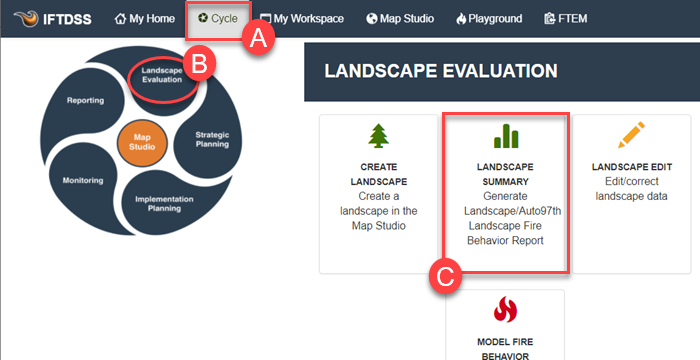 IFTDSS My Home Cycle My Workspace Map Studio Playground FTEM
A
B
Landscape
Evaluation
Reporting
Strategic
Planning
Map
Studio
Monitoring
Implementation
Planning
LANDSCAPE EVALUATION
CREATE
LANDSCAPE
Create a
landscape in the
Map Studio
LANDSCAPE
SUMMARY
Generate
Landscape/Auto97th
Landscape Fire
Behavior Report
C
LANDSCAPE EDIT
Edit/correct
landscape data
MODEL FIRE
BEHAVIOR